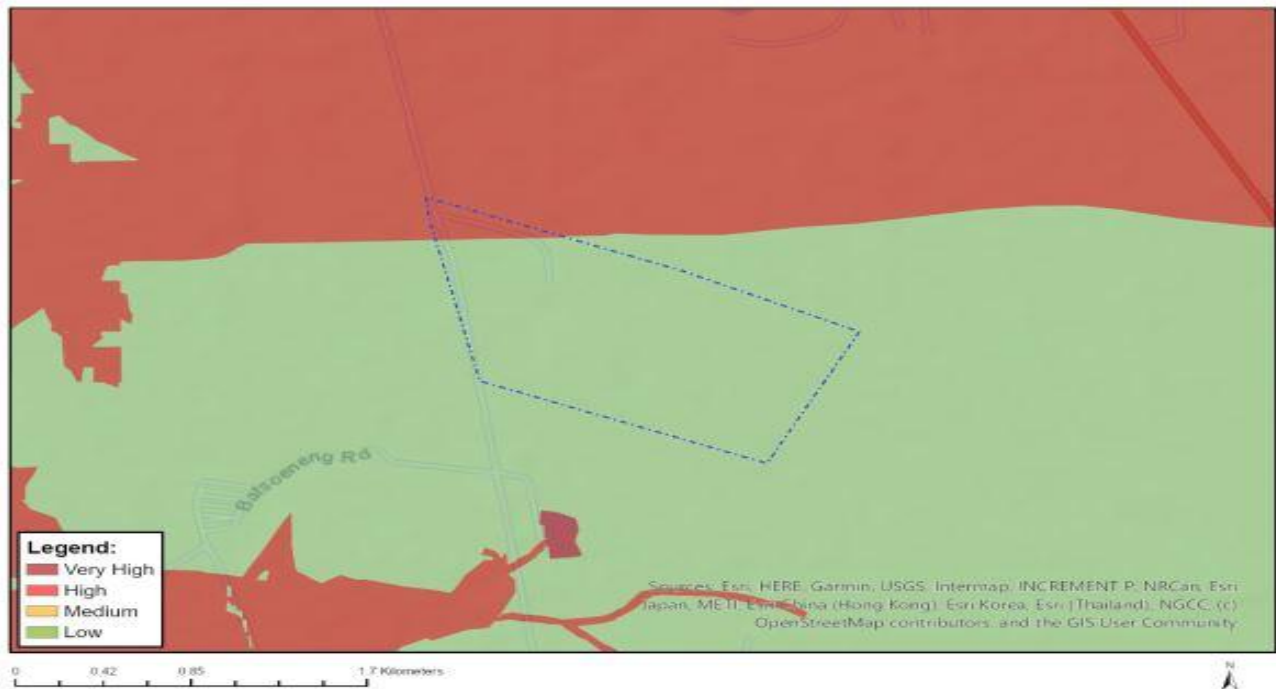 Batsoeneng Rd
Legend:
Very High
High
Medium
Low
Sources: Esri, HERE, Garmin, USGS, Intermap, INCREMENT P, NRCan, Esri
Japan, METI, Esri China (Hong Kong), Esri Korea, Esri (Thailand), NGCC, (c)
OpenStreetMap contributors, and the GIS User Community
0 0.42 0.85 1.7 Kilometers
N